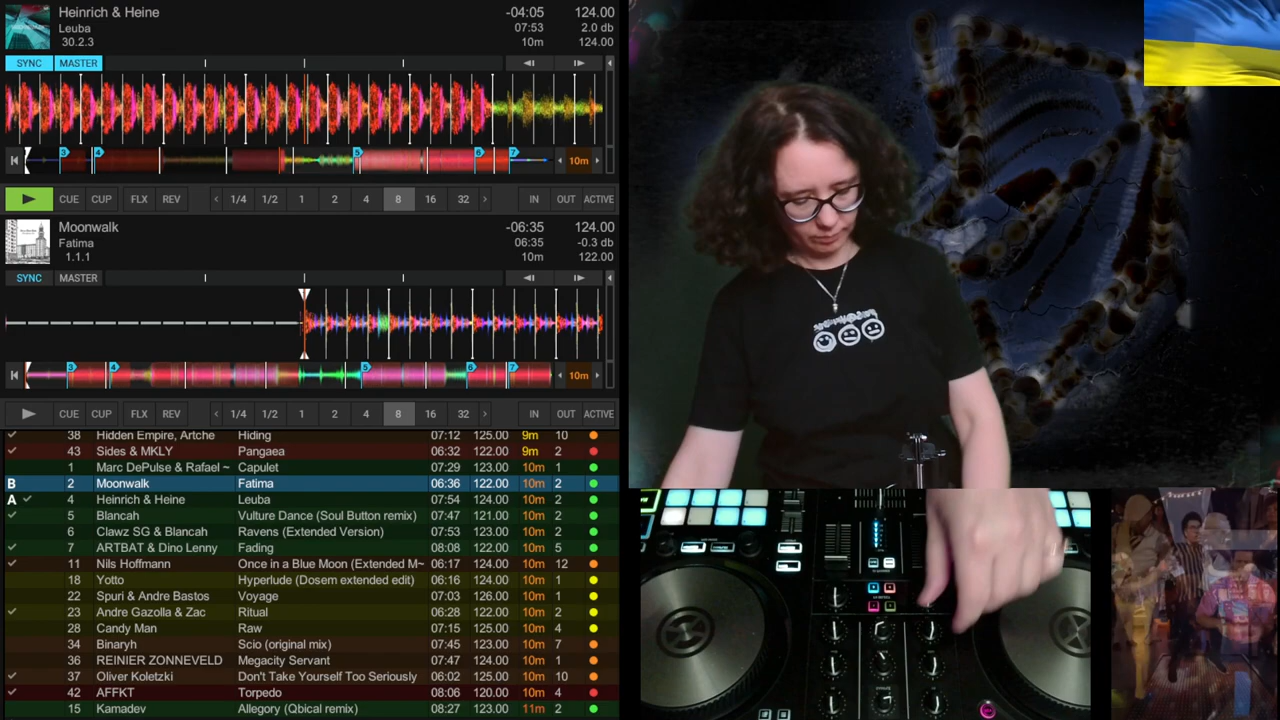 Heinrich & Heine -04:05 124.00
Leuba 07:53 2.0 db
30.2.3 10m 124.00
SYNC MASTER
3 4 5 6 7 10m
CUE CUP FLX REV 1/4 1/2 1 2 4 8 16 32 IN OUT ACTIVE
Moonwalk -06:35 124.00
Fatima 06:35 -0.3 db
1.1.1 10m 122.00
SYNC MASTER
3 4 5 6 7 10m
CUE CUP FLX REV 1/4 1/2 1 2 4 8 16 32 IN OUT ACTIVE
38 Hidden Empire, Artche Hiding 07:12 125.00 9m 10
43 Sides & MKLY Pangaea 06:32 122.00 9m 2
1 Marc DePulse & Rafael ~ Capulet 07:29 123.00 10m 1
B 2 Moonwalk Fatima 06:36 122.00 10m 2
A 4 Heinrich & Heine Leuba 07:54 124.00 10m 2
5 Blancah Vulture Dance (Soul Button remix) 07:47 121.00 10m 2
6 Clawz SG & Blancah Ravens (Extended Version) 07:53 123.00 10m 1
7 ARTBAT & Dino Lenny Fading 08:08 122.00 10m 5
11 Nils Hoffmann Once in a Blue Moon (Extended M~ 06:17 124.00 10m 12
18 Yotto Hyperlude (Dosem extended edit) 06:16 124.00 10m 1
22 Spuri & Andre Bastos Voyage 07:03 126.00 10m 1
23 Andre Gazolla & Zac Ritual 06:28 122.00 10m 2
28 Candy Man Raw 07:15 125.00 10m 4
34 Binaryh Scio (original mix) 07:45 123.00 10m 7
36 REINIER ZONNEVELD Megacity Servant 07:47 124.00 10m 1
37 Oliver Koletzki Don't Take Yourself Too Seriously 06:02 125.00 10m 10
42 AFFKT Torpedo 08:06 120.00 10m 4
15 Kamadev Allegory (Qbical remix) 08:27 123.00 11m 2